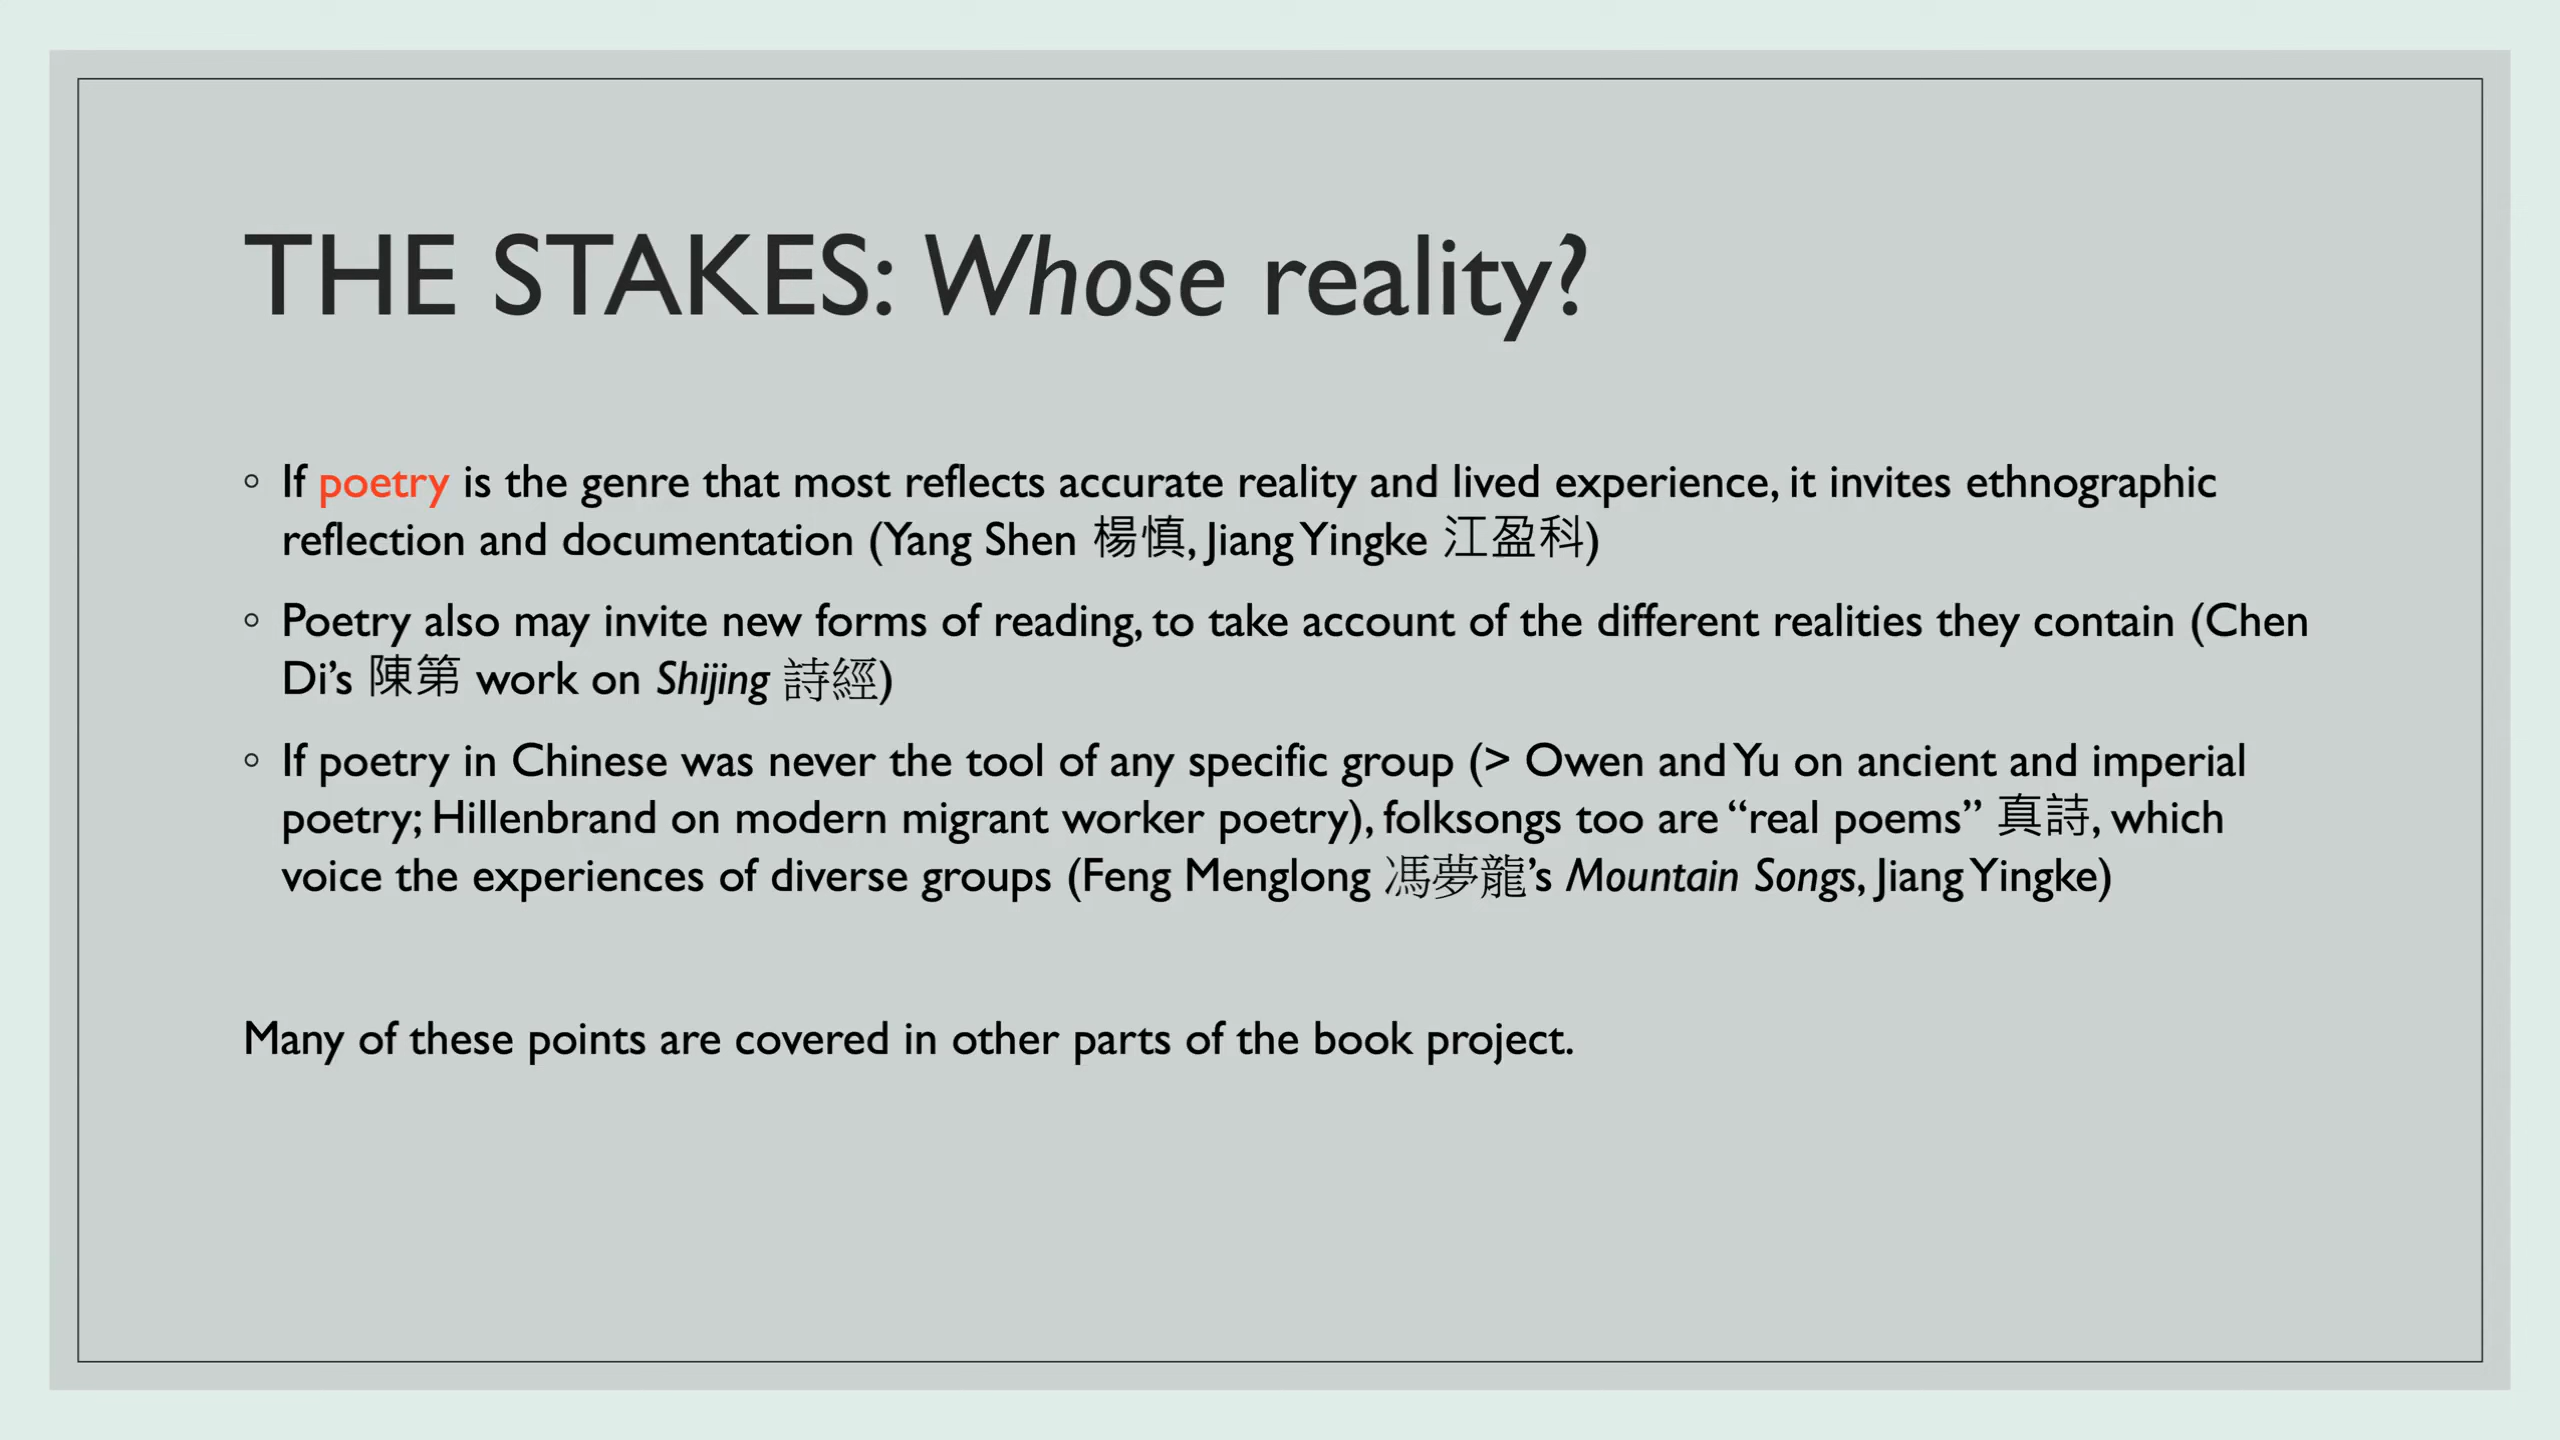 THE STAKES: Whose reality?
◦ If poetry is the genre that most reflects accurate reality and lived experience, it invites ethnographic
reflection and documentation (Yang Shen 楊慎, Jiang Yingke 江盈科)
◦ Poetry also may invite new forms of reading, to take account of the different realities they contain (Chen
Di’s 陳第 work on Shijing 詩經)
◦ If poetry in Chinese was never the tool of any specific group (> Owen and Yu on ancient and imperial
poetry; Hillenbrand on modern migrant worker poetry), folksongs too are “real poems” 真詩, which
voice the experiences of diverse groups (Feng Menglong 馮夢龍’s Mountain Songs, Jiang Yingke)
Many of these points are covered in other parts of the book project.